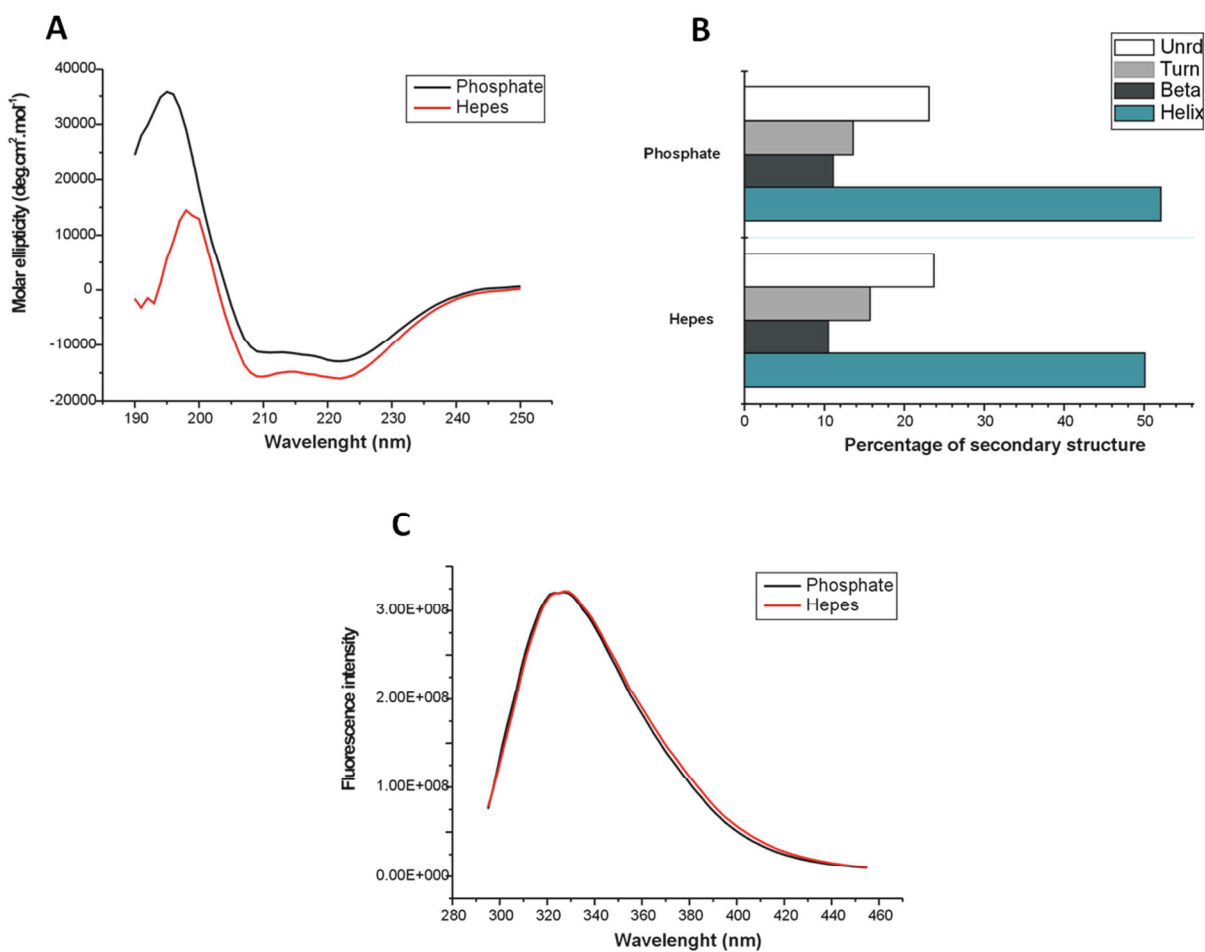 A
40000
30000
20000
10000
0
-10000
-20000
Molar ellipticity (deg.cm².mol⁻¹)
190 200 210 220 230 240 250
Wavelenght (nm)
Phosphate
Hepes
B
Unrd
Turn
Beta
Helix
Phosphate
Hepes
0 10 20 30 40 50
Percentage of secondary structure
C
3.00E+008
2.00E+008
1.00E+008
0.00E+000
Fluorescence intensity
280 300 320 340 360 380 400 420 440 460
Wavelenght (nm)
Phosphate
Hepes